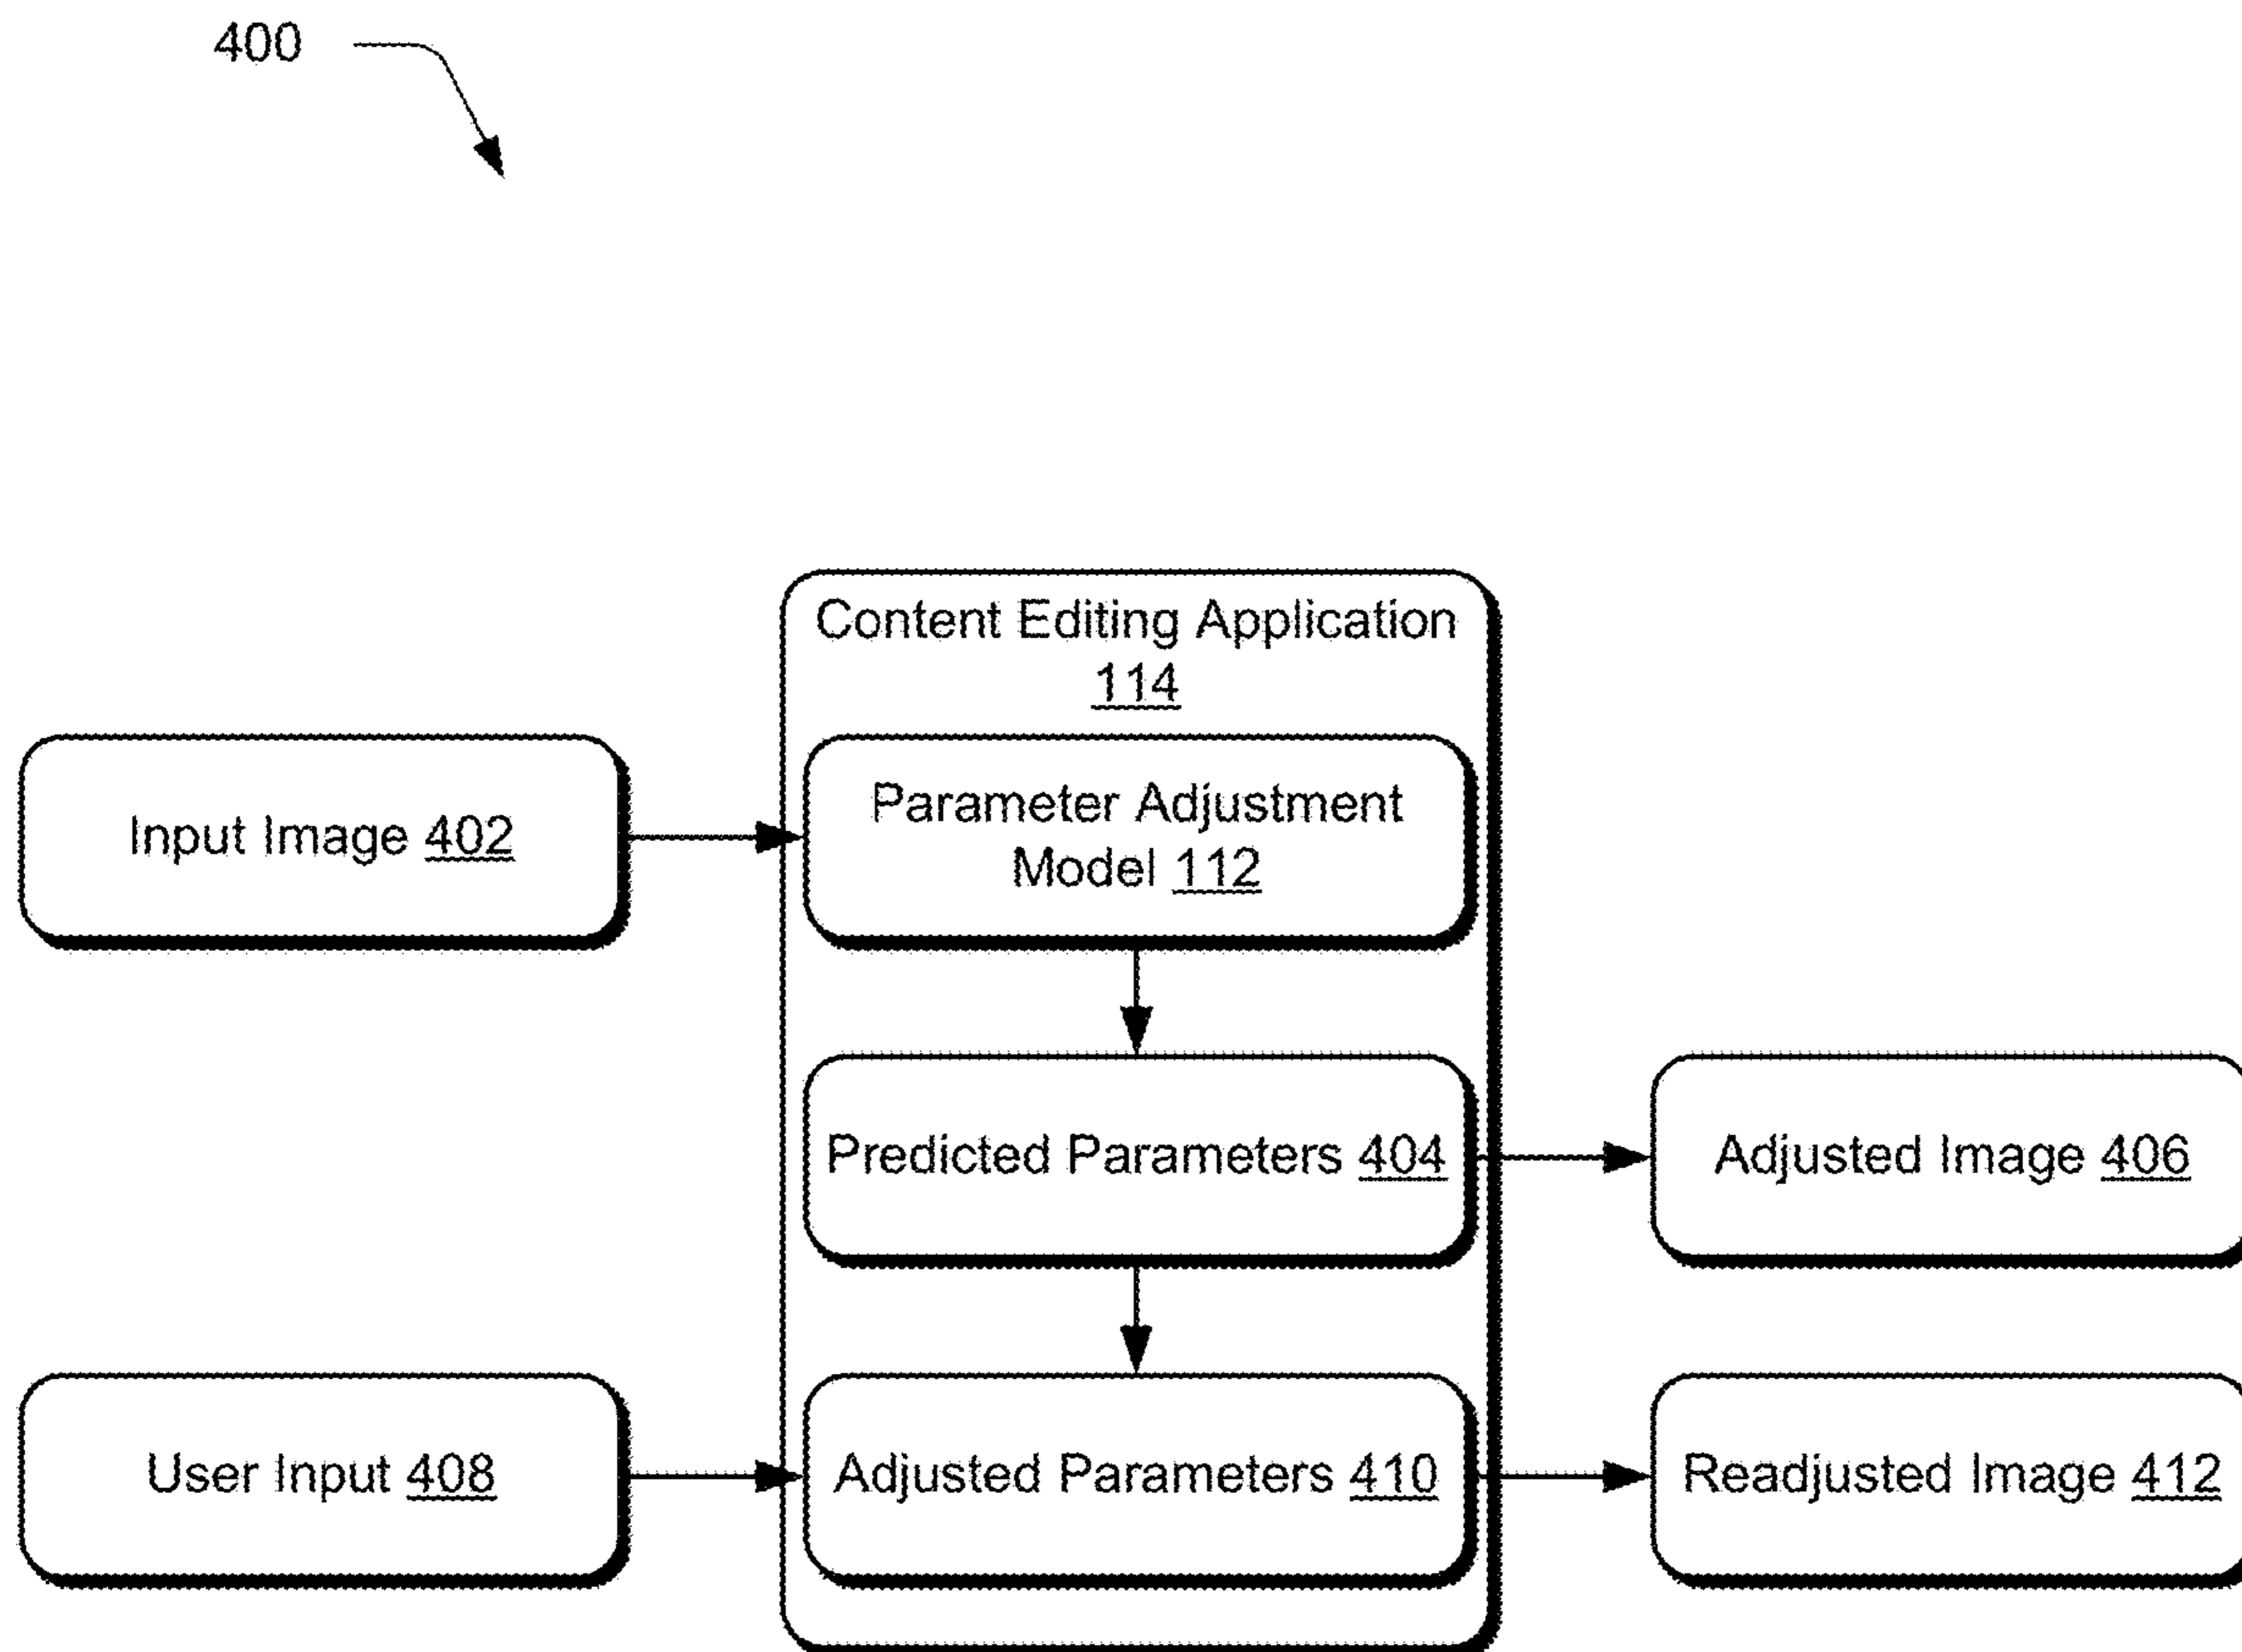 400
Content Editing Application
114
Input Image 402
Parameter Adjustment
Model 112
Predicted Parameters 404
Adjusted Image 406
User Input 408
Adjusted Parameters 410
Readjusted Image 412